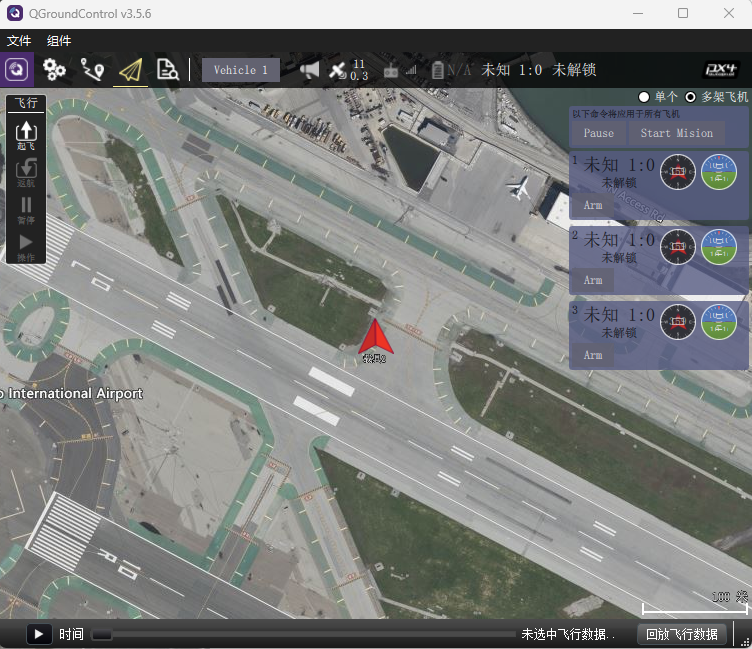 QGroundControl v3.5.6
文件 组件
Vehicle 1 11 0.3 N/A 未知 1:0 未解锁
单个 多架飞机
飞行
起飞
返航
暂停
操作
以下命令将应用于所有飞机
Pause Start Mision
1 未知 1:0
未解锁
Arm
2 未知 1:0
未解锁
Arm
3 未知 1:0
未解锁
Arm
Access Rd
o International Airport
100 米
时间 未选中飞行数据.. 回放飞行数据